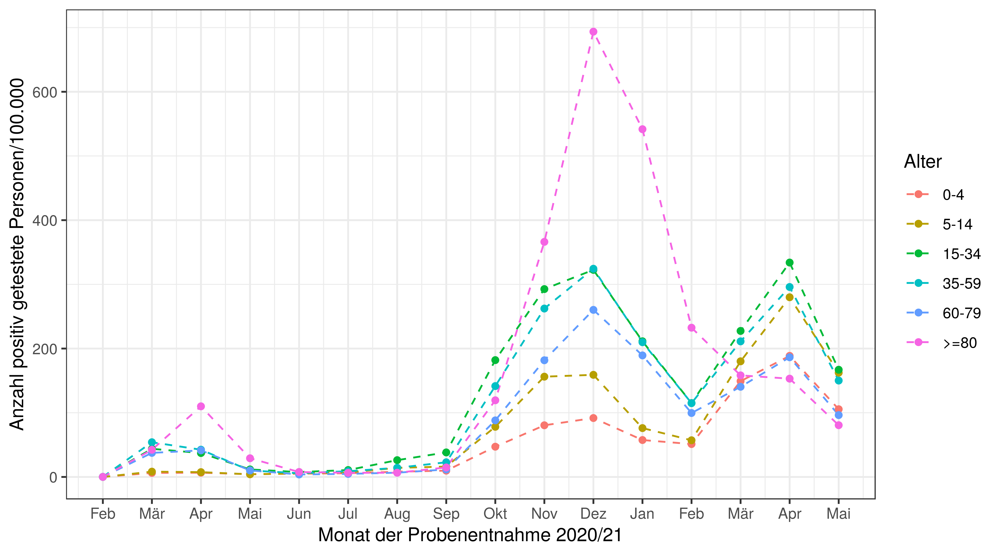 Anzahl positiv getestete Personen/100.000
600
400
200
0
Feb Mär Apr Mai Jun Jul Aug Sep Okt Nov Dez Jan Feb Mär Apr Mai
Monat der Probenentnahme 2020/21
Alter
0-4
5-14
15-34
35-59
60-79
>=80